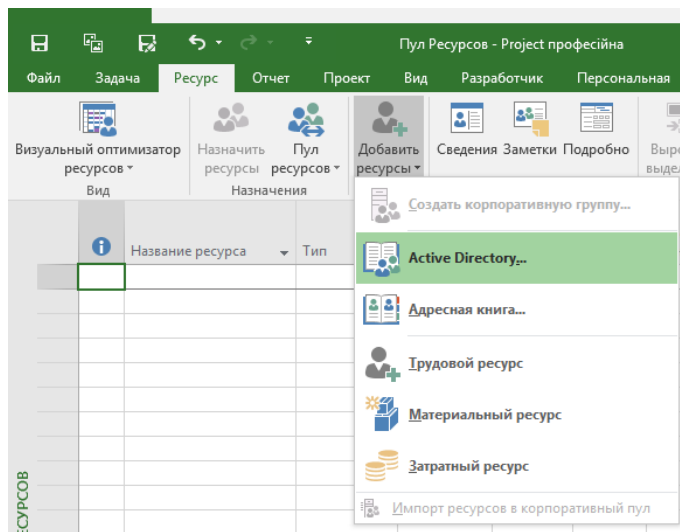 Пул Ресурсов - Project професійна
Файл Задача Ресурс Отчет Проект Вид Разработчик Персональная
Визуальный оптимизатор ресурсов
Назначить ресурсы
Пул ресурсов
Добавить ресурсы
Сведения Заметки Подробно
Вид Назначения
Создать корпоративную группу...
Название ресурса Тип
Active Directory...
Адресная книга...
Трудовой ресурс
Материальный ресурс
Затратный ресурс
Импорт ресурсов в корпоративный пул